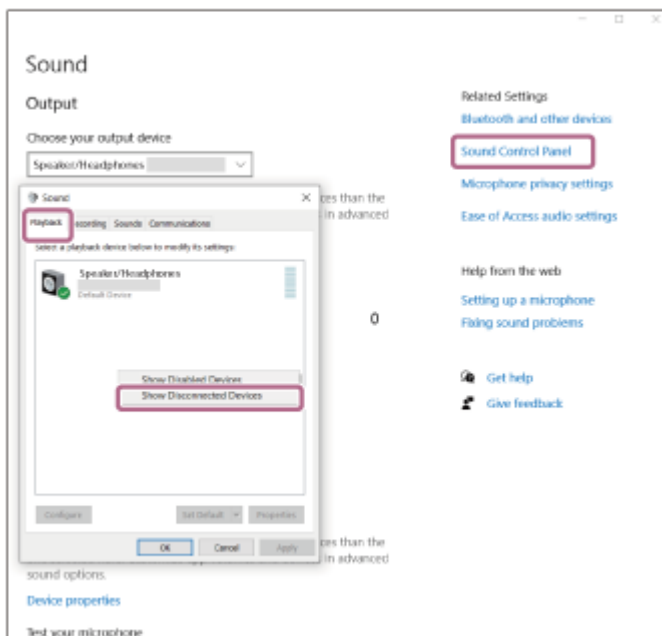 Sound
Output
Choose your output device
Speaker/Headphones
Sound
Playback Recording Sounds Communications
Select a playback device below to modify its settings:
Speaker/Headphones
Default Device
Show Disabled Devices
Show Disconnected Devices
Configure Set Default Properties
OK Cancel Apply
ces than the
in advanced
0
ces than the
in advanced
sound options.
Device properties
Test your microphone
Related Settings
Bluetooth and other devices
Sound Control Panel
Microphone privacy settings
Ease of Access audio settings
Help from the web
Setting up a microphone
Fixing sound problems
Get help
Give feedback